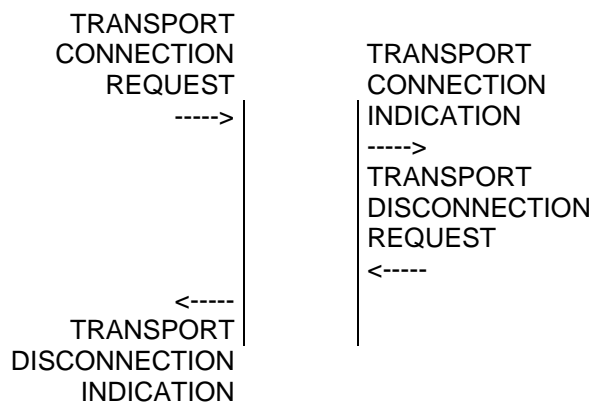 TRANSPORT
CONNECTION
REQUEST
----->
TRANSPORT
CONNECTION
INDICATION
----->
TRANSPORT
DISCONNECTION
REQUEST
<-----
<-----
TRANSPORT
DISCONNECTION
INDICATION